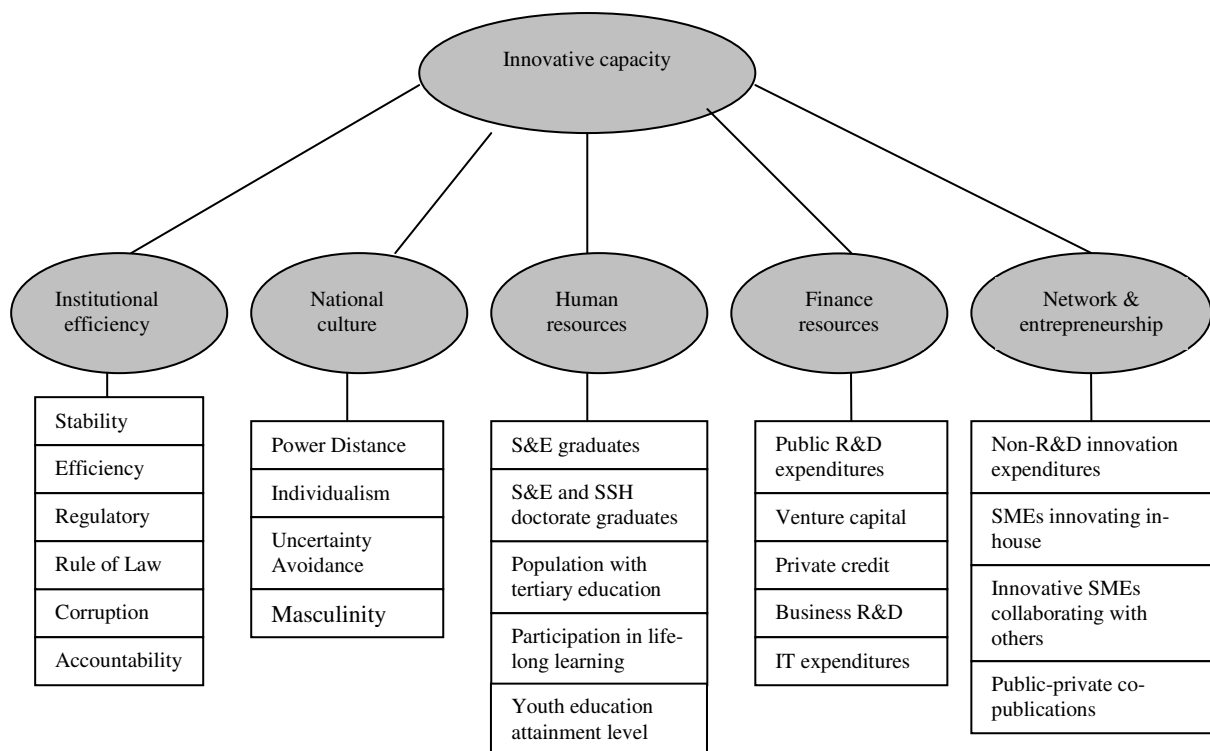 Innovative capacity
Institutional
efficiency
National
culture
Human
resources
Finance
resources
Network &
entrepreneurship
Stability
Efficiency
Regulatory
Rule of Law
Corruption
Accountability
Power Distance
Individualism
Uncertainty
Avoidance
Masculinity
S&E graduates
S&E and SSH
doctorate graduates
Population with
tertiary education
Participation in life-
long learning
Youth education
attainment level
Public R&D
expenditures
Venture capital
Private credit
Business R&D
IT expenditures
Non-R&D innovation
expenditures
SMEs innovating in-
house
Innovative SMEs
collaborating with
others
Public-private co-
publications